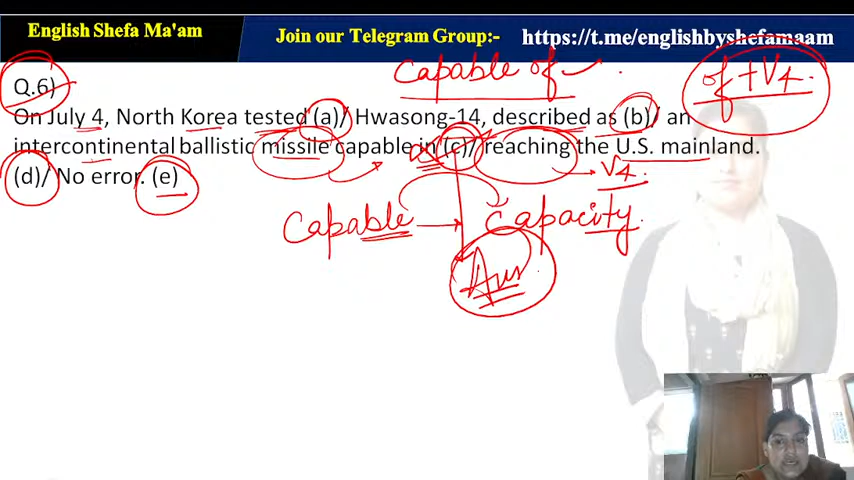 English Shefa Ma'am
Join our Telegram Group:- https://t.me/englishbyshefamaam
Capable of
of + V4.
Q.6)
On July 4, North Korea tested (a)/ Hwasong-14, described as (b)/ an
intercontinental ballistic missile capable in (c)/ reaching the U.S. mainland.
(d)/ No error. (e)
V4
Capable → Capacity
Ans